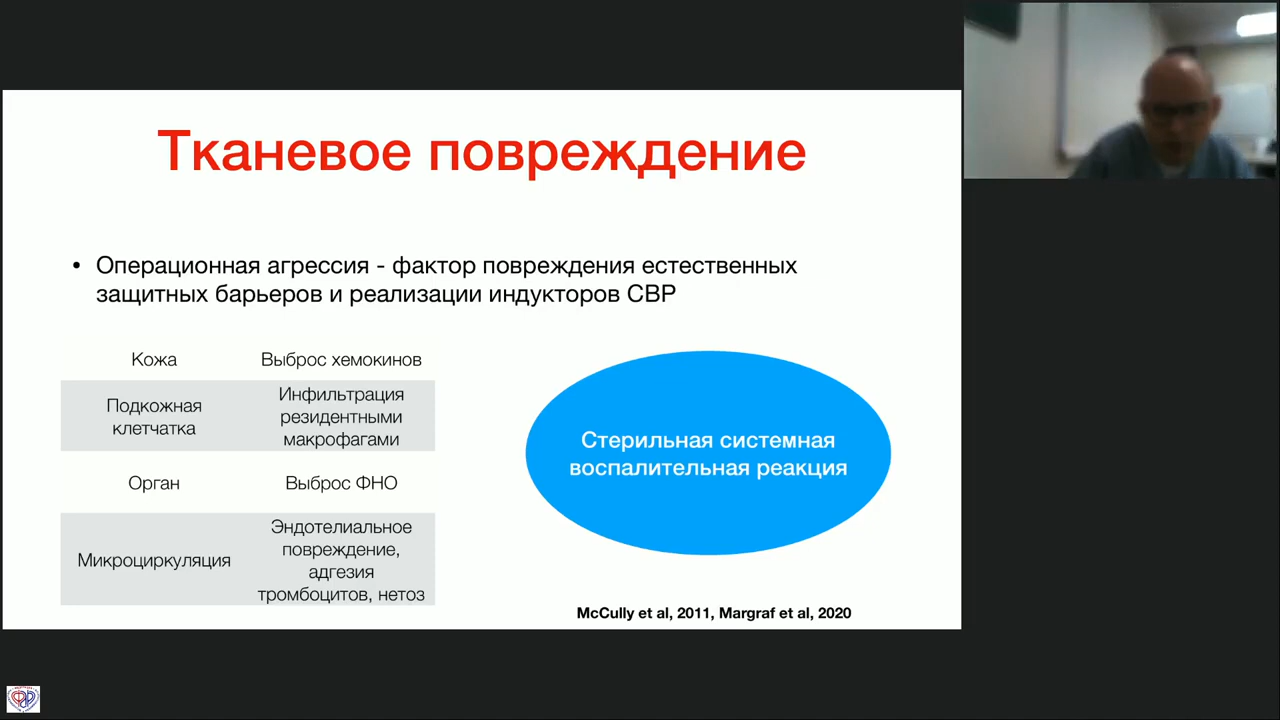 Тканевое повреждение
• Операционная агрессия - фактор повреждения естественных
защитных барьеров и реализации индукторов СВР
Кожа
Выброс хемокинов
Подкожная
клетчатка
Инфильтрация
резидентными
макрофагами
Орган
Выброс ФНО
Микроциркуляция
Эндотелиальное
повреждение,
адгезия
тромбоцитов, нетоз
Стерильная системная
воспалительная реакция
McCully et al, 2011, Margraf et al, 2020